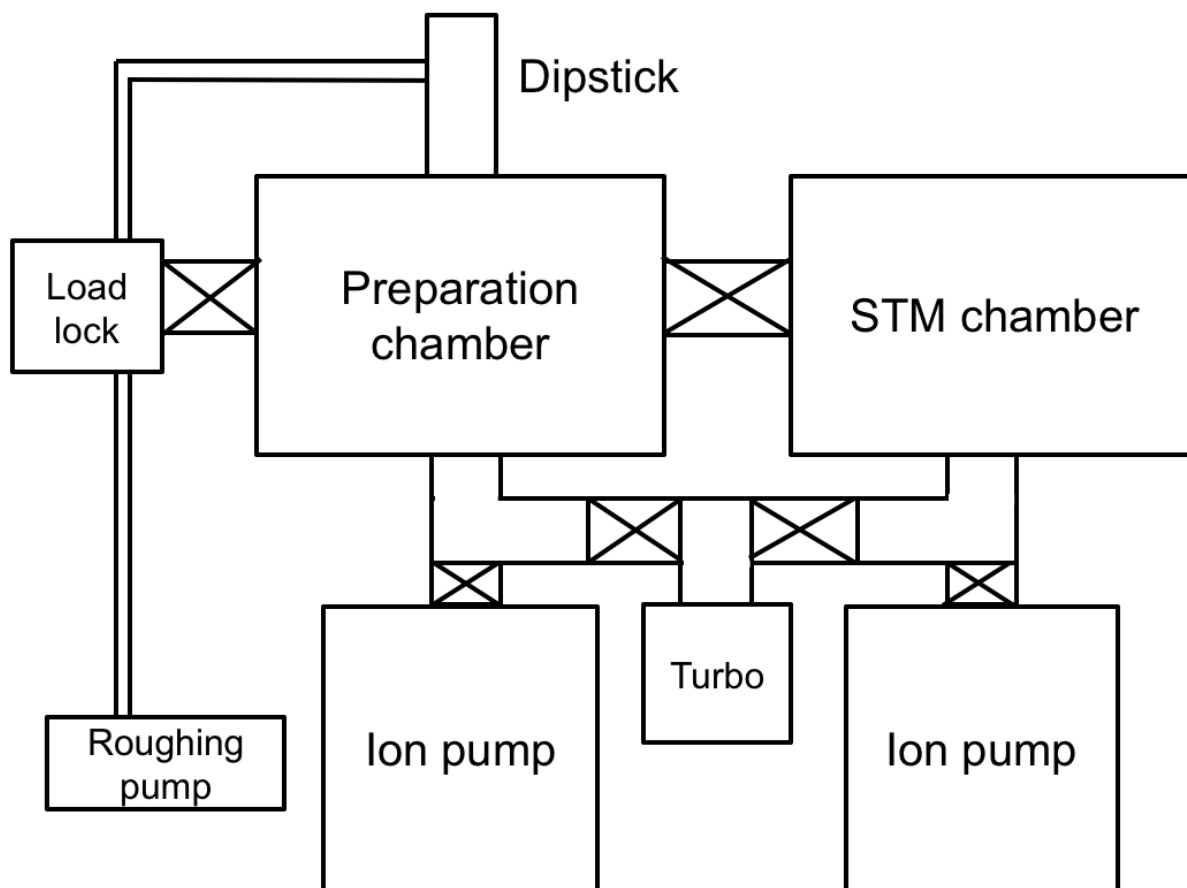 Dipstick
Load
lock
Preparation
chamber
STM chamber
Roughing
pump
Ion pump
Turbo
Ion pump